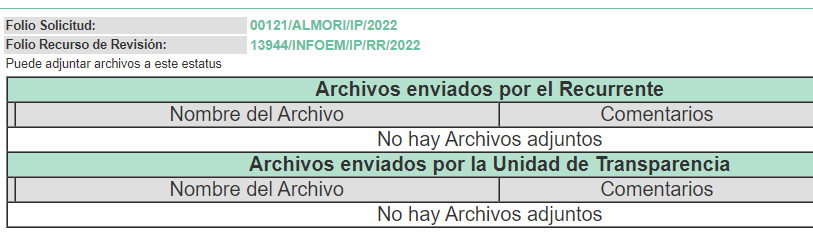 Folio Solicitud: 00121/ALMORI/IP/2022
Folio Recurso de Revisión: 13944/INFOEM/IP/RR/2022
Puede adjuntar archivos a este estatus
Archivos enviados por el Recurrente
Nombre del Archivo Comentarios
No hay Archivos adjuntos
Archivos enviados por la Unidad de Transparencia
Nombre del Archivo Comentarios
No hay Archivos adjuntos